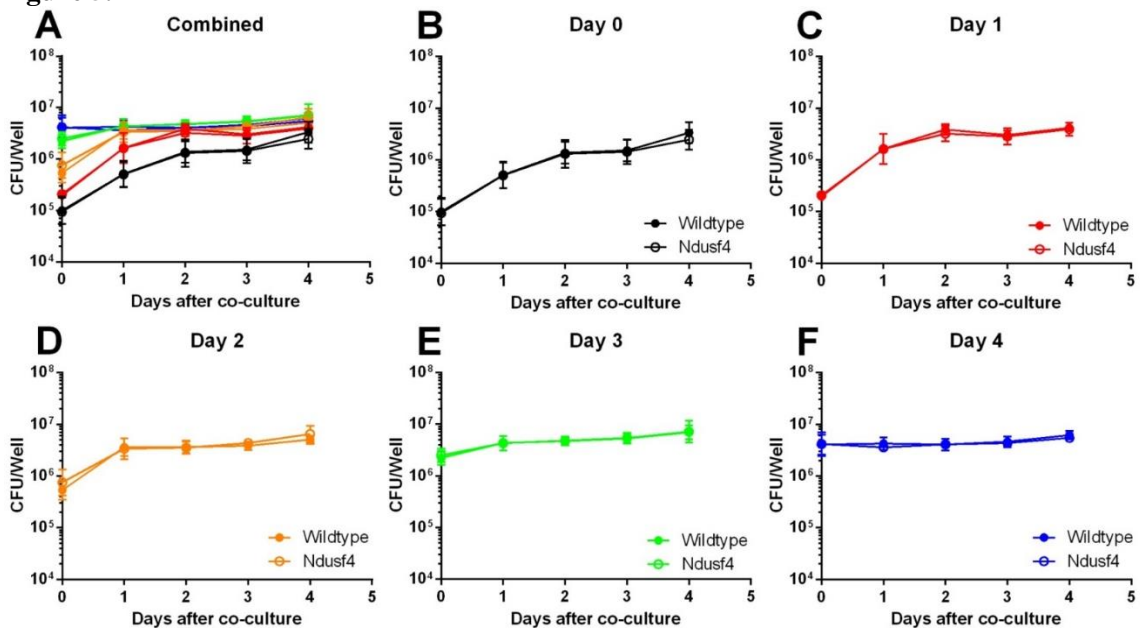 A Combined
10⁸
10⁷
10⁶
10⁵
10⁴
CFU/Well
0 1 2 3 4 5
Days after co-culture
B Day 0
10⁸
10⁷
10⁶
10⁵
10⁴
CFU/Well
Wildtype
Ndusf4
0 1 2 3 4 5
Days after co-culture
C Day 1
10⁸
10⁷
10⁶
10⁵
10⁴
CFU/Well
Wildtype
Ndusf4
0 1 2 3 4 5
Days after co-culture
D Day 2
10⁸
10⁷
10⁶
10⁵
10⁴
CFU/Well
Wildtype
Ndusf4
0 1 2 3 4 5
Days after co-culture
E Day 3
10⁸
10⁷
10⁶
10⁵
10⁴
CFU/Well
Wildtype
Ndusf4
0 1 2 3 4 5
Days after co-culture
F Day 4
10⁸
10⁷
10⁶
10⁵
10⁴
CFU/Well
Wildtype
Ndusf4
0 1 2 3 4 5
Days after co-culture